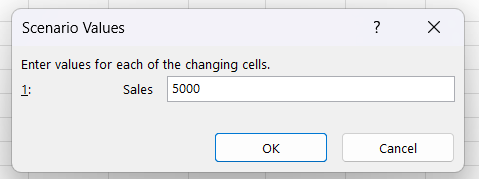 Scenario Values ?
Enter values for each of the changing cells.
1: Sales 5000
OK Cancel